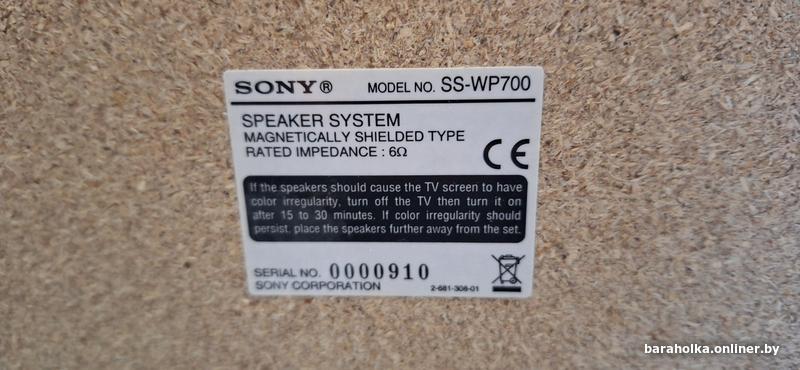 SONY® MODEL NO. SS-WP700
SPEAKER SYSTEM
MAGNETICALLY SHIELDED TYPE
RATED IMPEDANCE : 6Ω
CE
If the speakers should cause the TV screen to have
color irregularity, turn off the TV then turn it on
after 15 to 30 minutes. If color irregularity should
persist, place the speakers further away from the set.
SERIAL NO. 0000910
SONY CORPORATION 2-681-308-01
baraholka.onliner.by